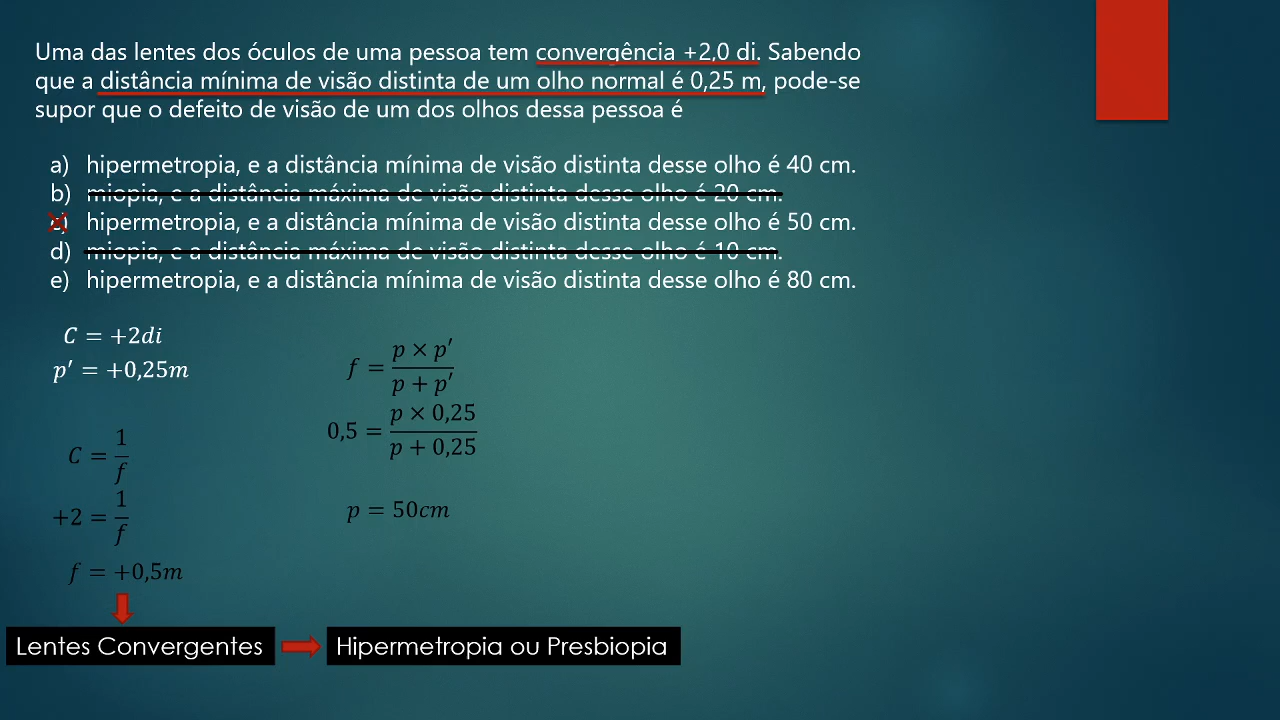 Uma das lentes dos óculos de uma pessoa tem convergência +2,0 di. Sabendo
que a distância mínima de visão distinta de um olho normal é 0,25 m, pode-se
supor que o defeito de visão de um dos olhos dessa pessoa é
a) hipermetropia, e a distância mínima de visão distinta desse olho é 40 cm.
b) miopia, e a distância máxima de visão distinta desse olho é 20 cm.
c) hipermetropia, e a distância mínima de visão distinta desse olho é 50 cm.
d) miopia, e a distância máxima de visão distinta desse olho é 10 cm.
e) hipermetropia, e a distância mínima de visão distinta desse olho é 80 cm.
C = +2di
p′ = +0,25m
C = 1/f
+2 = 1/f
f = +0,5m
f = (p × p′)/(p + p′)
0,5 = (p × 0,25)/(p + 0,25)
p = 50cm
Lentes Convergentes
Hipermetropia ou Presbiopia